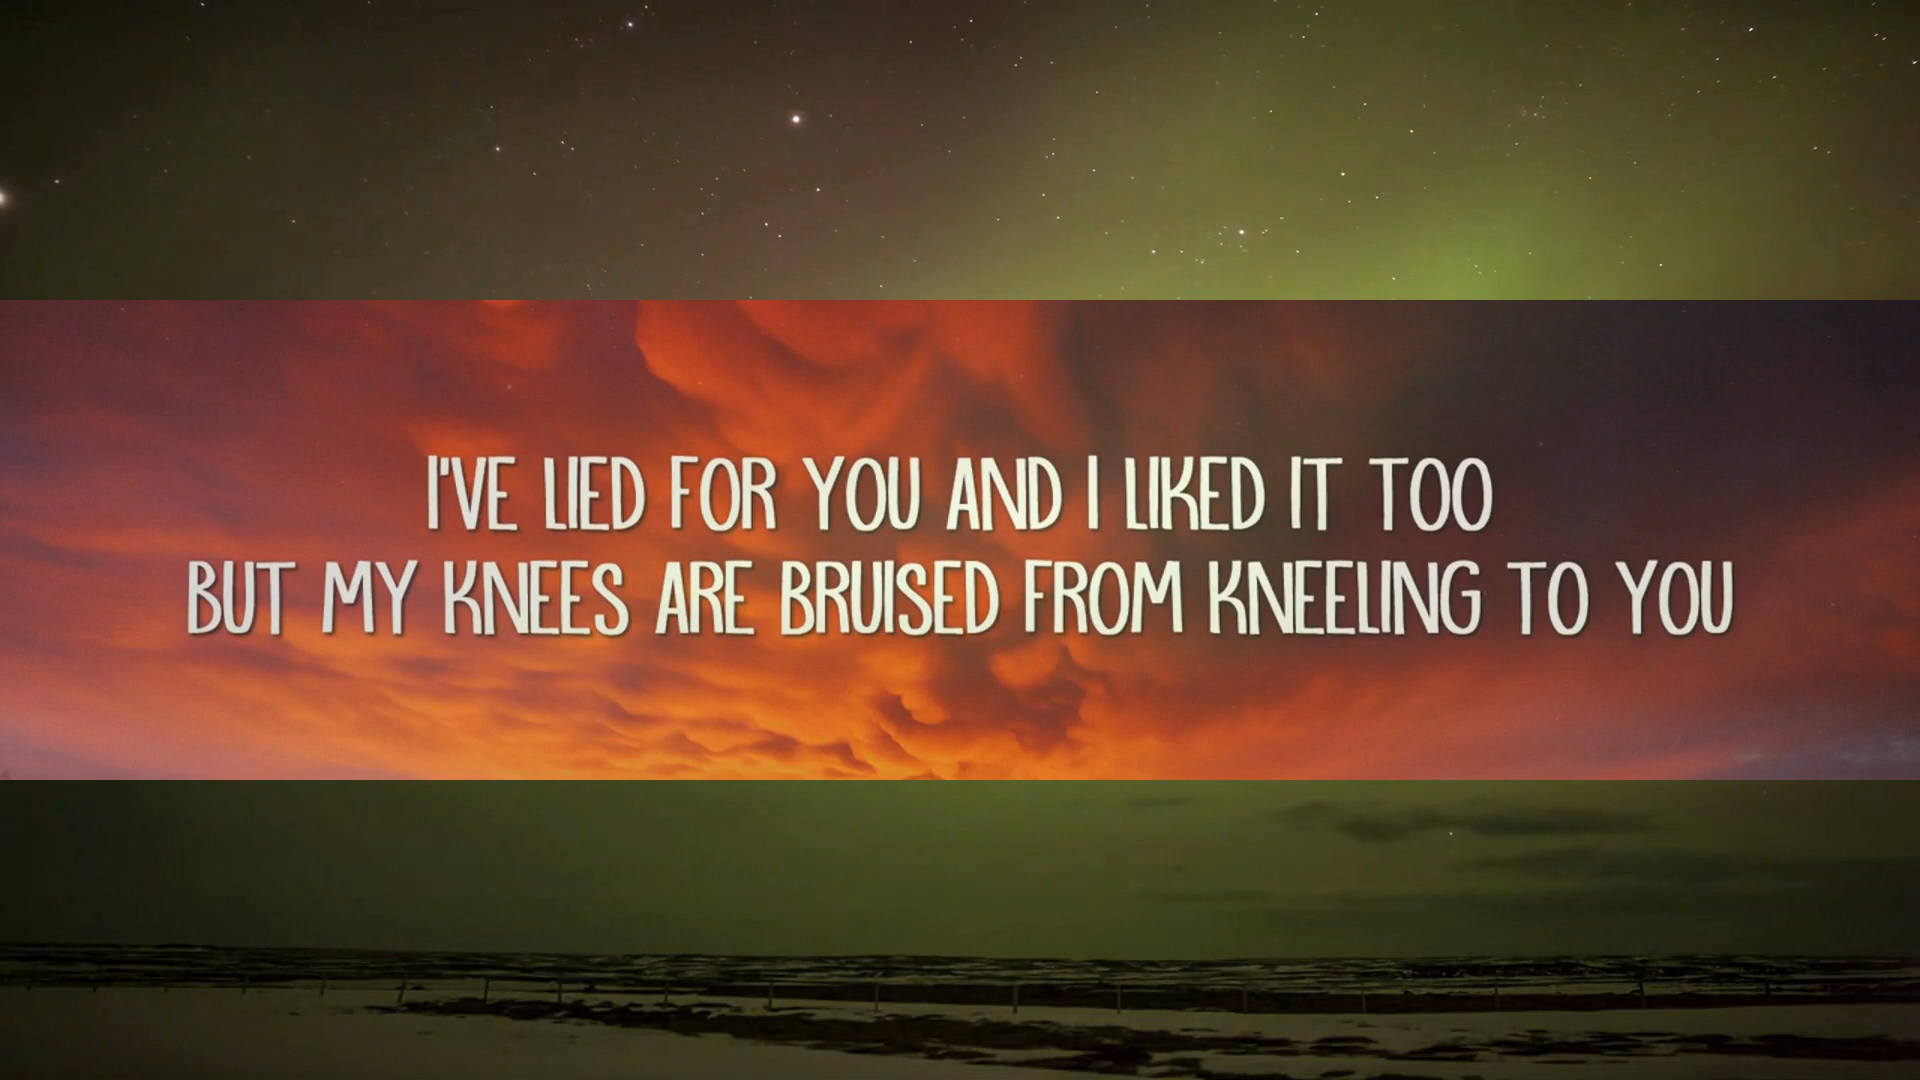 I'VE LIED FOR YOU AND I LIKED IT TOO
BUT MY KNEES ARE BRUISED FROM KNEELING TO YOU